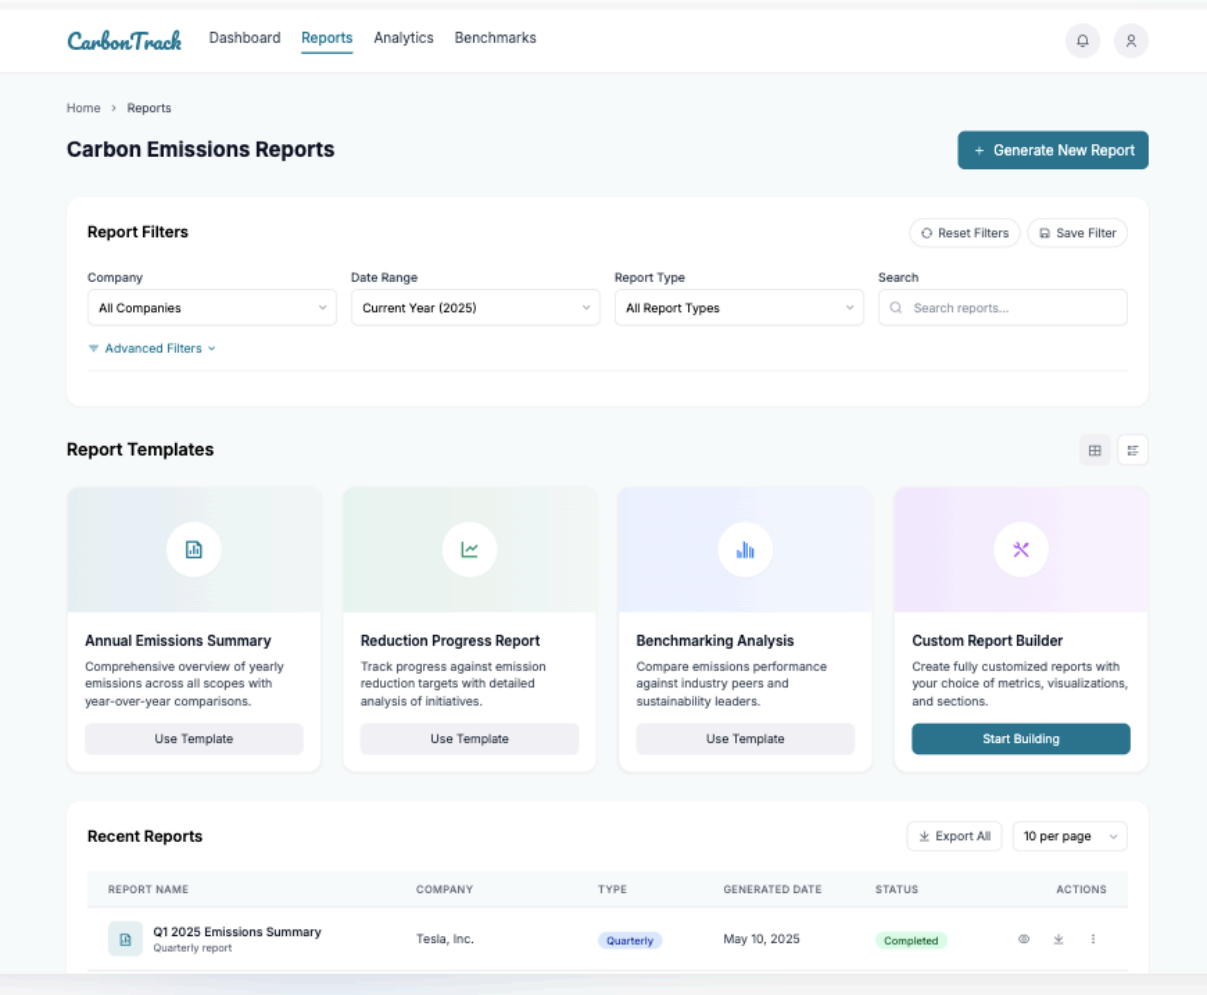 CarbonTrack
Dashboard
Reports
Analytics
Benchmarks
Home > Reports
Carbon Emissions Reports
+ Generate New Report
Report Filters
Reset Filters
Save Filter
Company
Date Range
Report Type
Search
All Companies
Current Year (2025)
All Report Types
Search reports...
Advanced Filters
Report Templates
Annual Emissions Summary
Comprehensive overview of yearly
emissions across all scopes with
year-over-year comparisons.
Use Template
Reduction Progress Report
Track progress against emission
reduction targets with detailed
analysis of initiatives.
Use Template
Benchmarking Analysis
Compare emissions performance
against industry peers and
sustainability leaders.
Use Template
Custom Report Builder
Create fully customized reports with
your choice of metrics, visualizations,
and sections.
Start Building
Recent Reports
Export All
10 per page
REPORT NAME
COMPANY
TYPE
GENERATED DATE
STATUS
ACTIONS
Q1 2025 Emissions Summary
Quarterly report
Tesla, Inc.
Quarterly
May 10, 2025
Completed